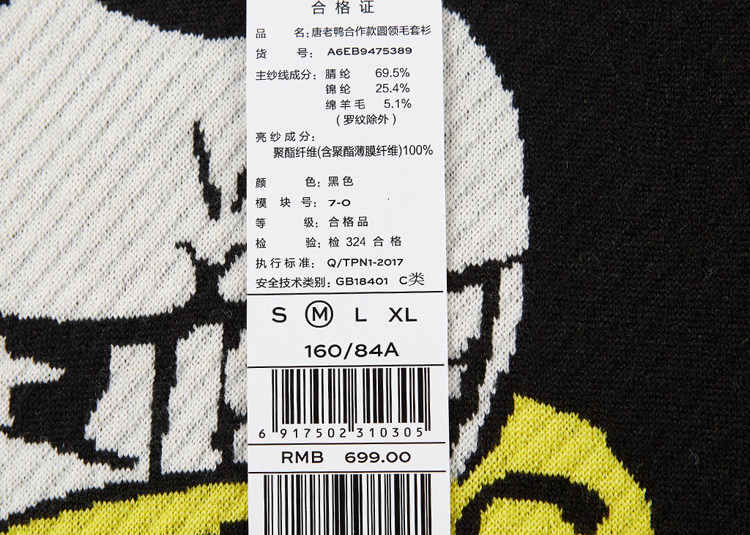 合格证
品 名: 唐老鸭合作款圆领毛套衫
货 号: A6EB9475389
主纱线成分: 腈纶 69.5%
锦纶 25.4%
绵羊毛 5.1%
(罗纹除外)
亮纱成分:
聚酯纤维(含聚酯薄膜纤维)100%
颜 色: 黑色
模块号: 7-0
等 级: 合格品
检 验: 检 324 合格
执行标准: Q/TPN1-2017
安全技术类别: GB18401 C类
S M L XL
160/84A
6 917502 310305
RMB 699.00